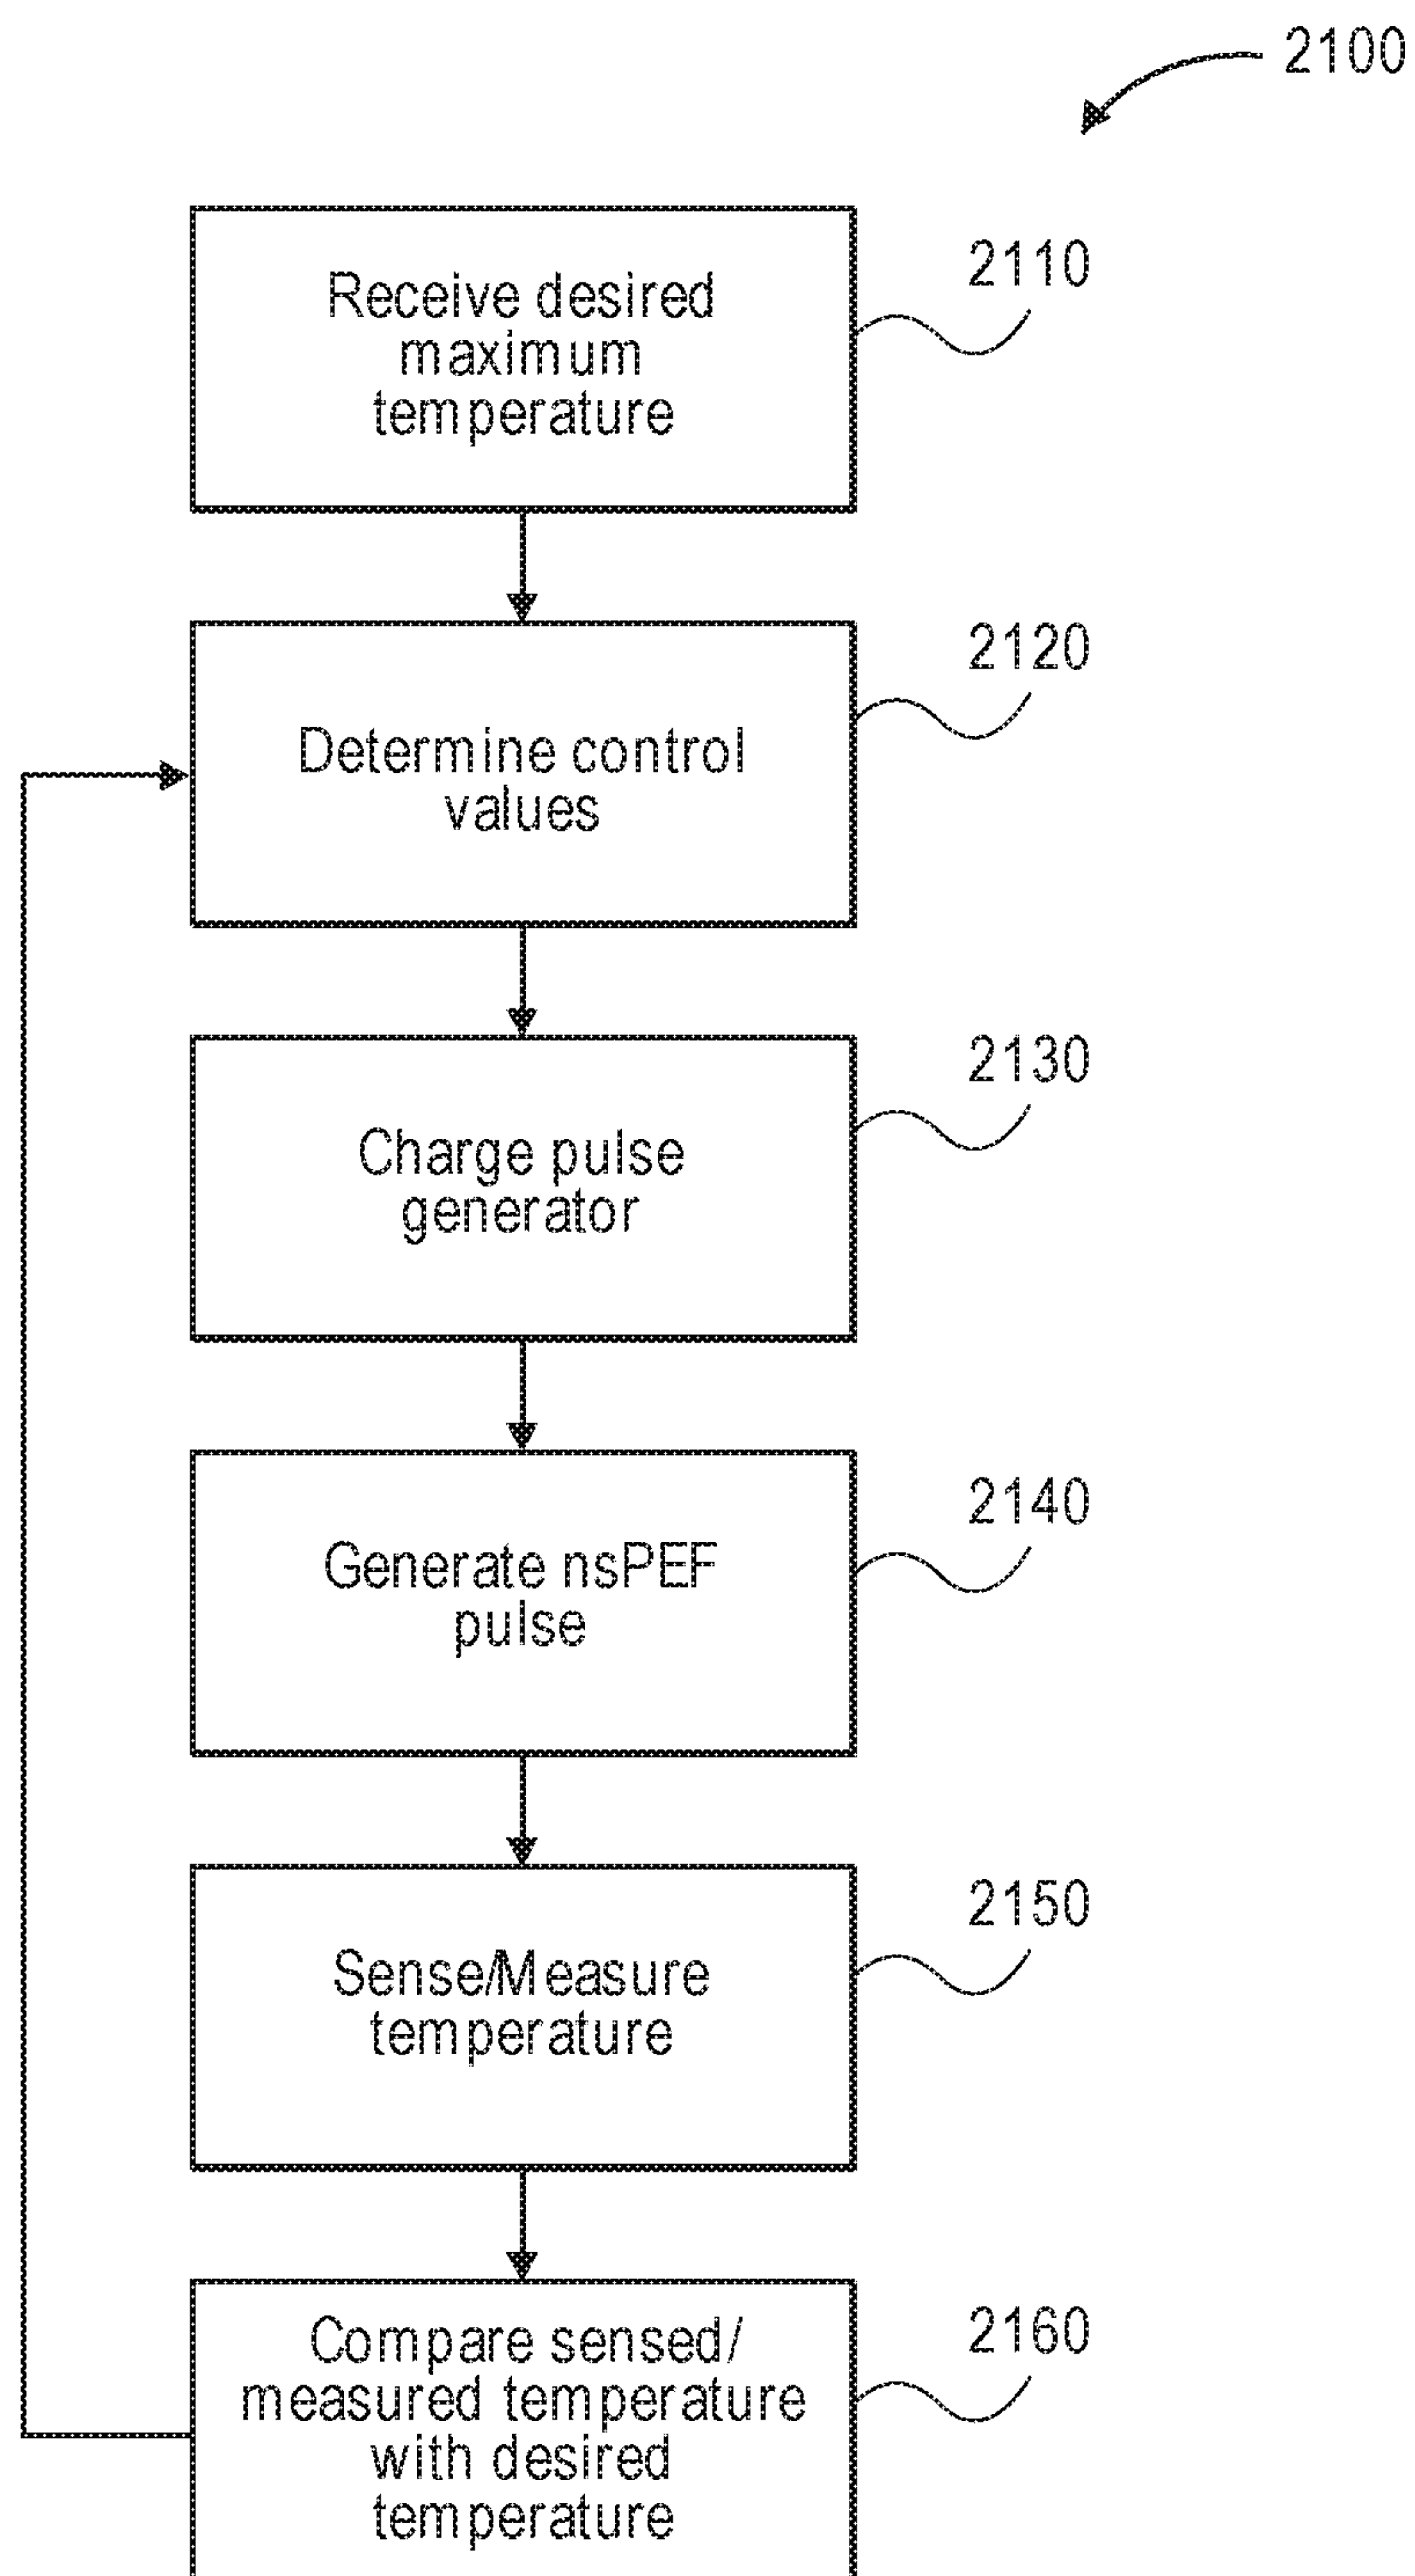 2100
Receive desired
maximum
temperature
2110
Determine control
values
2120
Charge pulse
generator
2130
Generate nsPEF
pulse
2140
Sense/Measure
temperature
2150
Compare sensed/
measured temperature
with desired
temperature
2160